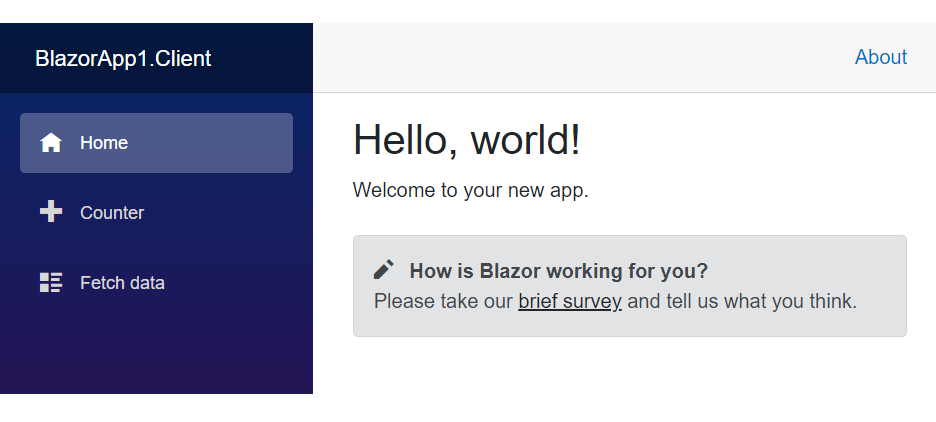 BlazorApp1.Client
About
Home
Counter
Fetch data
Hello, world!
Welcome to your new app.
How is Blazor working for you?
Please take our brief survey and tell us what you think.